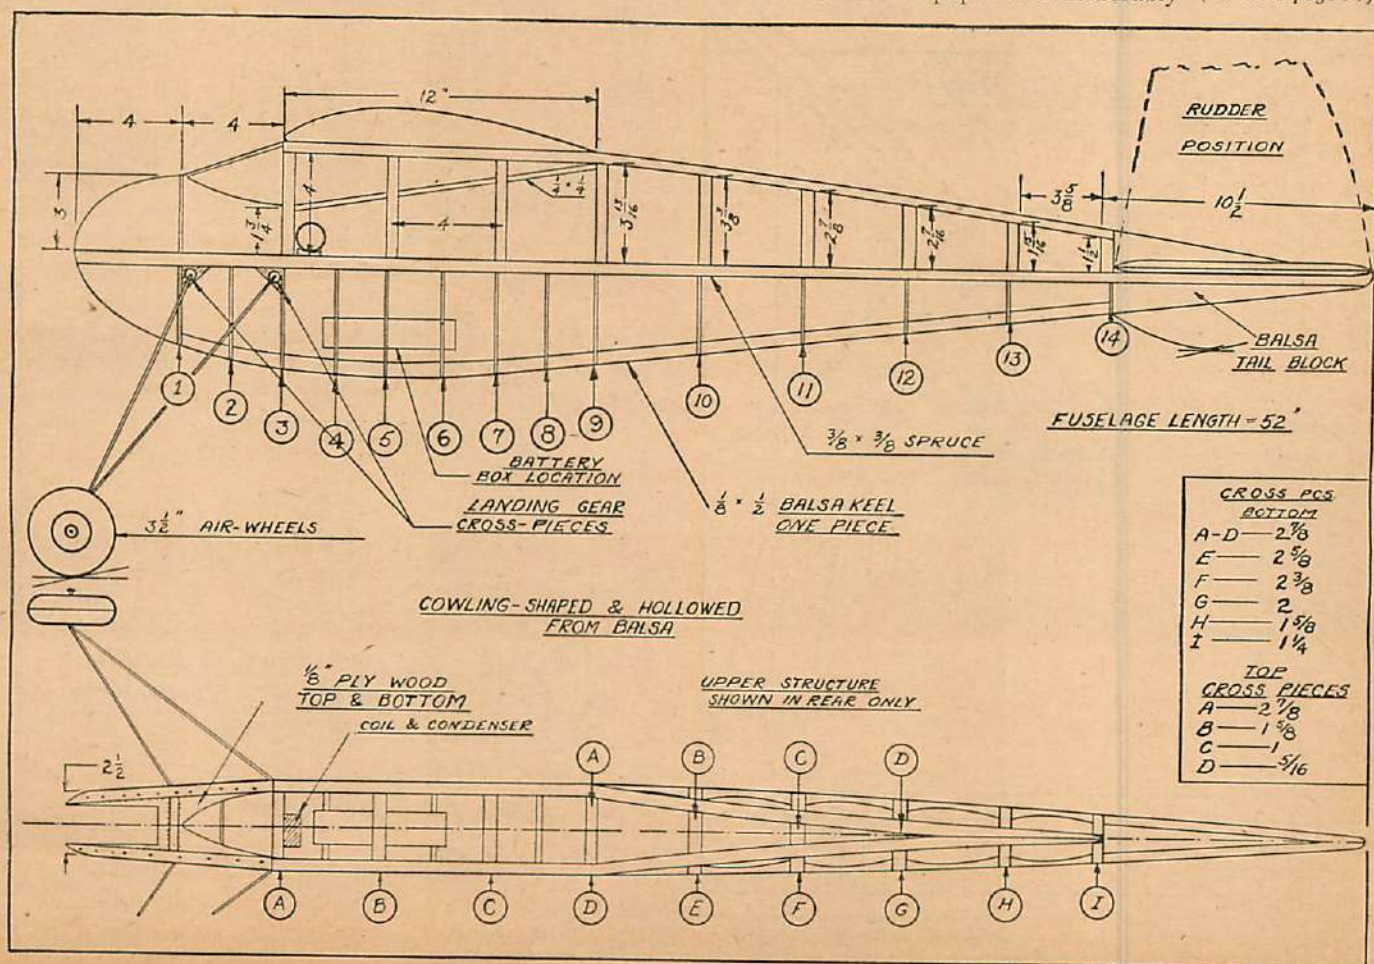 4
4
12"
RUDDER
POSITION
3 5/8
10 1/2
3
1 3/4
4
1/4 × 1/4
4
3 13/16
3 3/8
2 7/8
2 7/16
1 5/16
1 1/2
1
2
3
4
5
6
7
8
9
10
11
12
13
14
BALSA
TAIL BLOCK
FUSELAGE LENGTH = 52"
3/8 × 3/8 SPRUCE
BATTERY
BOX LOCATION
LANDING GEAR
CROSS-PIECES
1/8 × 1/2 BALSA KEEL
ONE PIECE.
3 1/2" AIR-WHEELS
COWLING-SHAPED & HOLLOWED
FROM BALSA
CROSS PCS.
BOTTOM
A-D — 2 7/8
E — 2 5/8
F — 2 3/8
G — 2
H — 1 5/8
I — 1 1/4
TOP
CROSS PIECES
A — 2 7/8
B — 1 5/8
C — 1
D — 5/16
1/8" PLY WOOD
TOP & BOTTOM
COIL & CONDENSER
UPPER STRUCTURE
SHOWN IN REAR ONLY
2 1/2
A
B
C
D
A
B
C
D
E
F
G
H
I